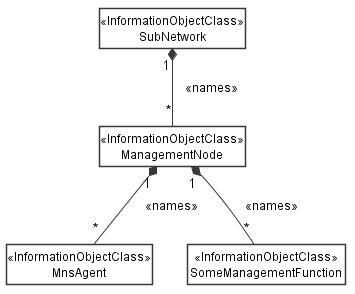 «InformationObjectClass»
SubNetwork
1
«names»
*
«InformationObjectClass»
ManagementNode
1
1
«names»
«names»
*
*
«InformationObjectClass»
MnsAgent
«InformationObjectClass»
SomeManagementFunction